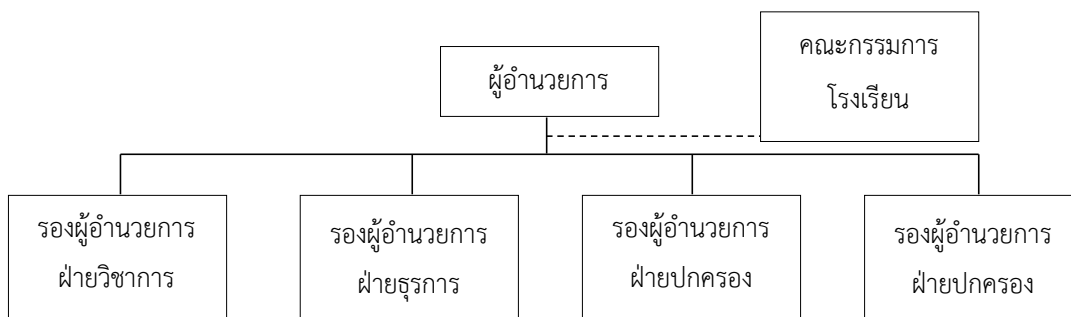 คณะกรรมการ
โรงเรียน
ผู้อำนวยการ
รองผู้อำนวยการ
ฝ่ายวิชาการ
รองผู้อำนวยการ
ฝ่ายธุรการ
รองผู้อำนวยการ
ฝ่ายปกครอง
รองผู้อำนวยการ
ฝ่ายปกครอง